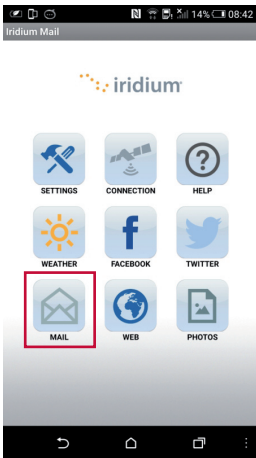 14% 08:42
Iridium Mail
iridium
SETTINGS CONNECTION HELP
WEATHER FACEBOOK TWITTER
MAIL WEB PHOTOS